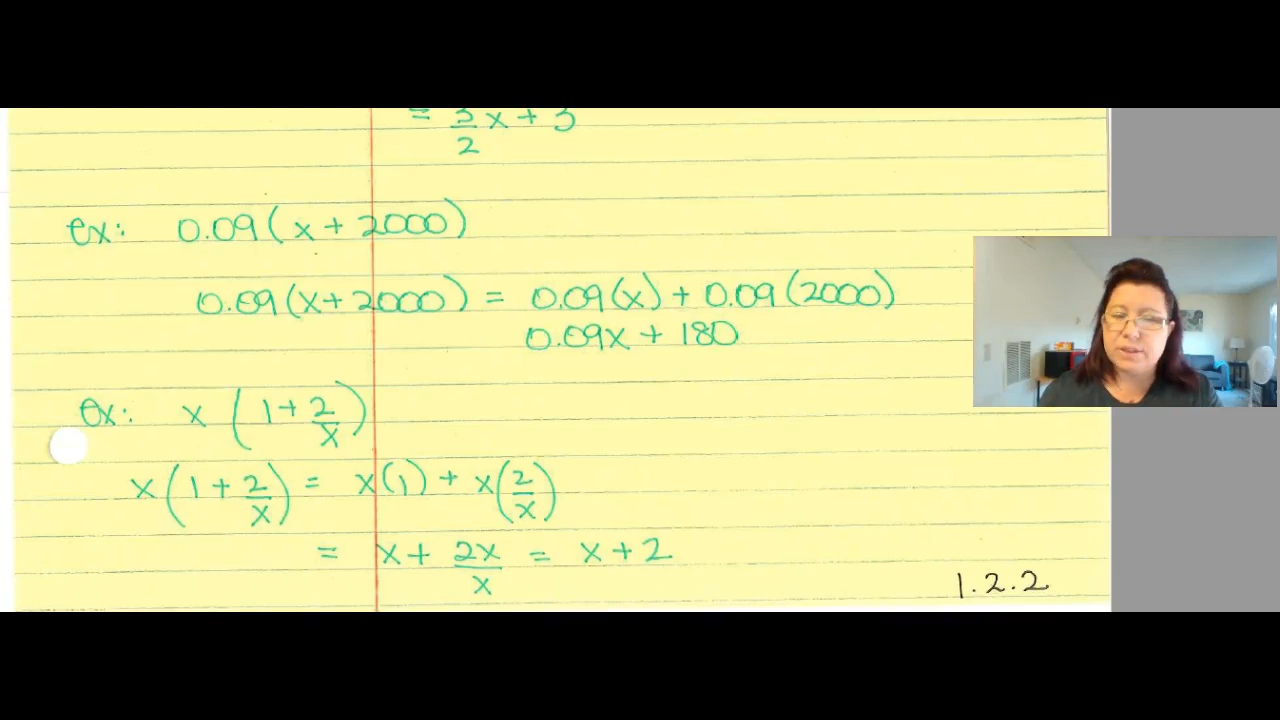 = 3/2 x + 3
ex: 0.09(x + 2000)
0.09(x + 2000) = 0.09(x) + 0.09(2000)
0.09x + 180
ex: x(1 + 2/x)
x(1 + 2/x) = x(1) + x(2/x)
= x + 2x/x = x + 2
1.2.2